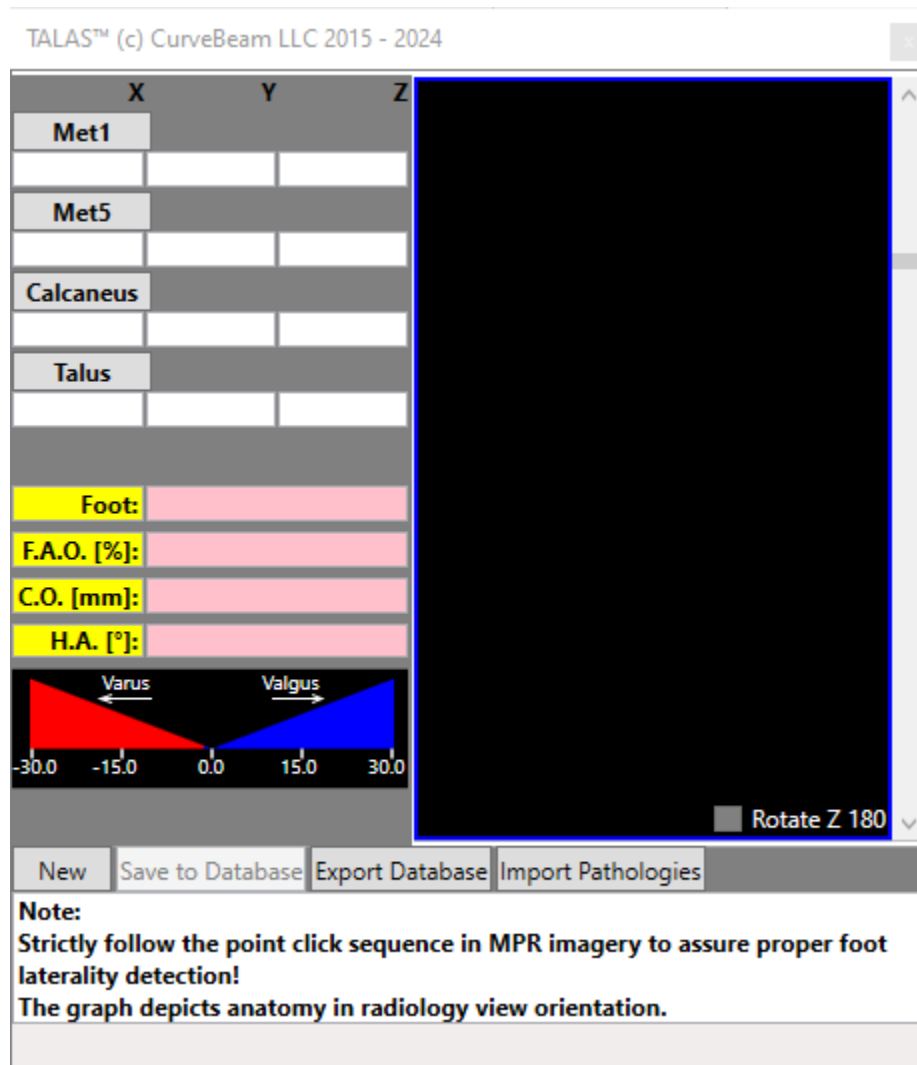 TALAS™ (c) CurveBeam LLC 2015 - 2024
x
X Y Z
Met1
Met5
Calcaneus
Talus
Foot:
F.A.O. [%]:
C.O. [mm]:
H.A. [°]:
Varus Valgus
-30.0 -15.0 0.0 15.0 30.0
Rotate Z 180
New Save to Database Export Database Import Pathologies
Note:
Strictly follow the point click sequence in MPR imagery to assure proper foot
laterality detection!
The graph depicts anatomy in radiology view orientation.